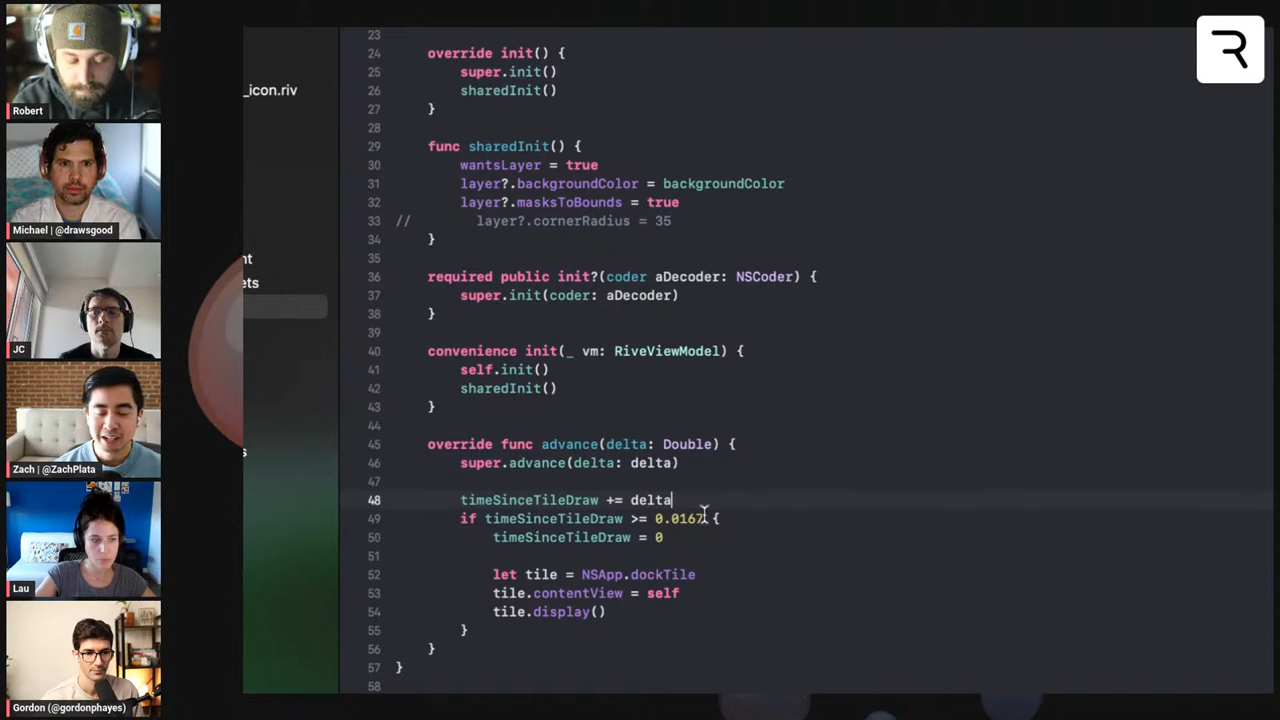 Robert
Michael | @drawsgood
JC
Zach | @ZachPlata
Lau
Gordon (@gordonphayes)
_icon.riv
nt
ets
s
23
24 override init() {
25 super.init()
26 sharedInit()
27 }
28
29 func sharedInit() {
30 wantsLayer = true
31 layer?.backgroundColor = backgroundColor
32 layer?.masksToBounds = true
33 // layer?.cornerRadius = 35
34 }
35
36 required public init?(coder aDecoder: NSCoder) {
37 super.init(coder: aDecoder)
38 }
39
40 convenience init(_ vm: RiveViewModel) {
41 self.init()
42 sharedInit()
43 }
44
45 override func advance(delta: Double) {
46 super.advance(delta: delta)
47
48 timeSinceTileDraw += delta
49 if timeSinceTileDraw >= 0.0167 {
50 timeSinceTileDraw = 0
51
52 let tile = NSApp.dockTile
53 tile.contentView = self
54 tile.display()
55 }
56 }
57 }
58